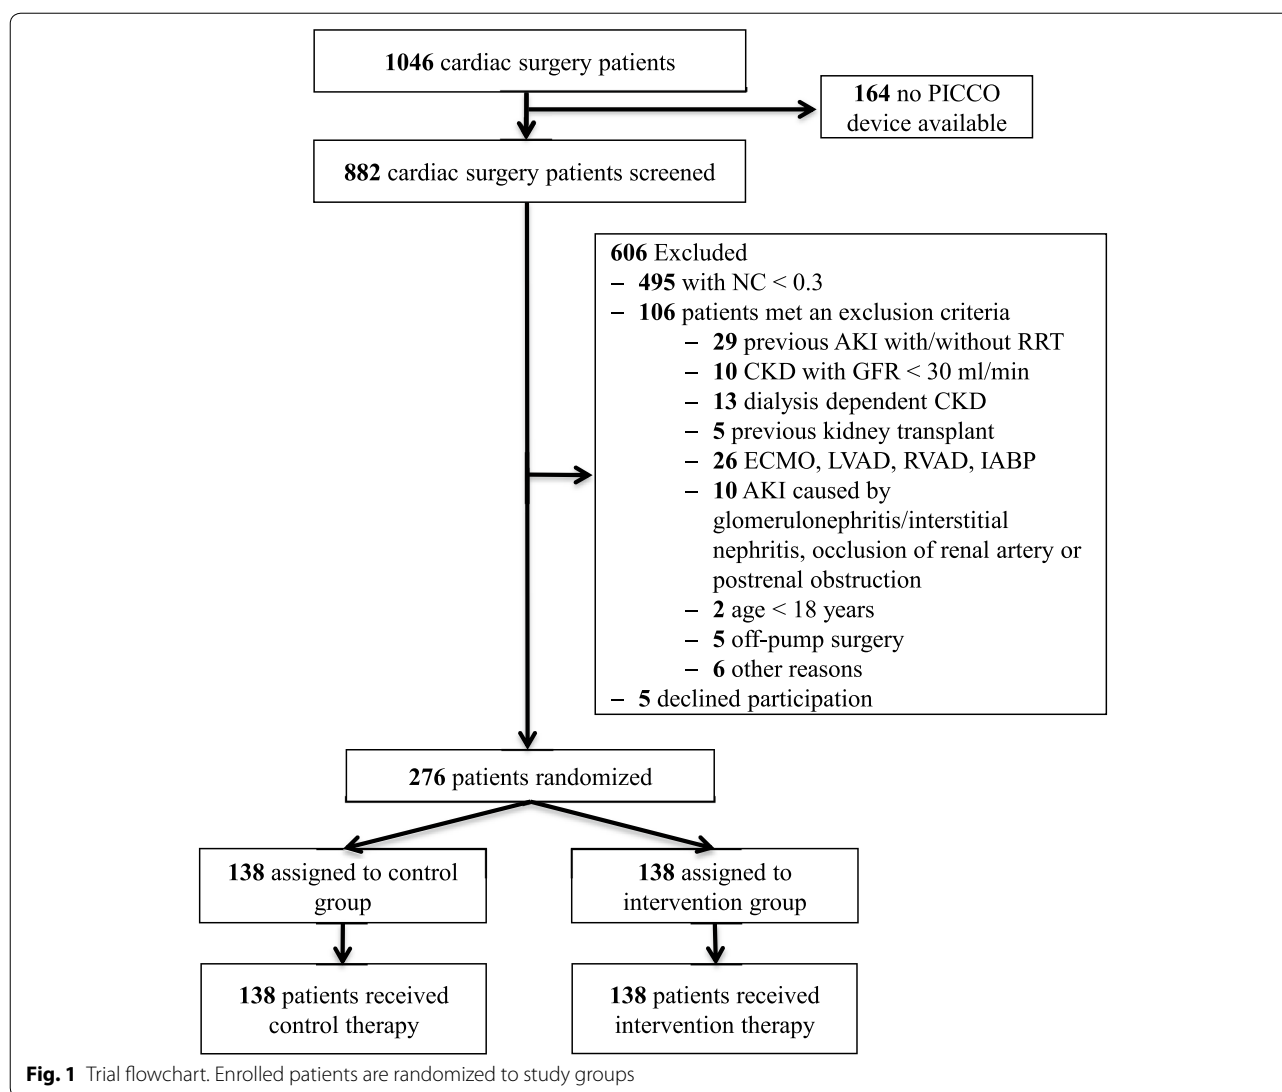 1046 cardiac surgery patients
164 no PICCO
device available
882 cardiac surgery patients screened
606 Excluded
– 495 with NC < 0.3
– 106 patients met an exclusion criteria
– 29 previous AKI with/without RRT
– 10 CKD with GFR < 30 ml/min
– 13 dialysis dependent CKD
– 5 previous kidney transplant
– 26 ECMO, LVAD, RVAD, IABP
– 10 AKI caused by
glomerulonephritis/interstitial
nephritis, occlusion of renal artery or
postrenal obstruction
– 2 age < 18 years
– 5 off-pump surgery
– 6 other reasons
– 5 declined participation
276 patients randomized
138 assigned to control
group
138 assigned to
intervention group
138 patients received
control therapy
138 patients received
intervention therapy
Fig. 1 Trial flowchart. Enrolled patients are randomized to study groups